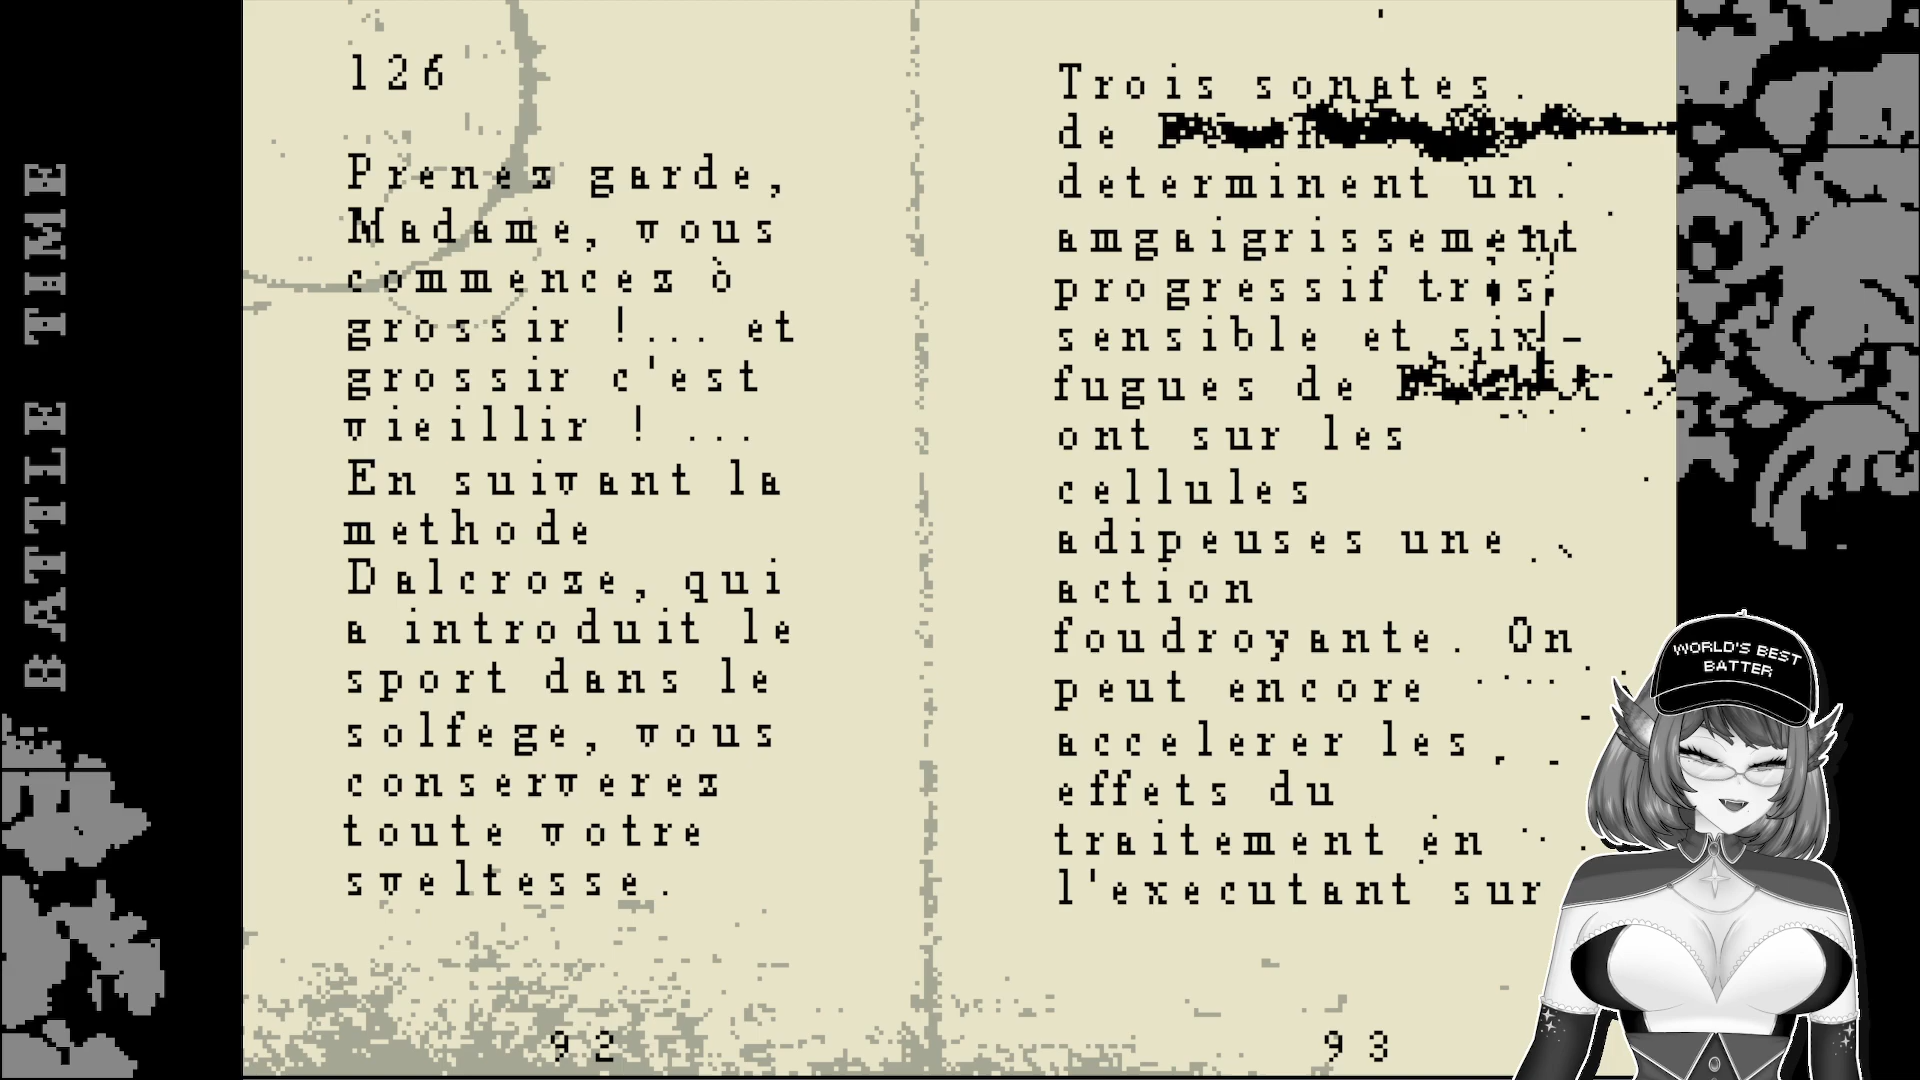 BATTLE TIME
126
Prenez garde,
Madame, vous
commencez ò
grossir !... et
grossir c'est
vieillir ! ...
En suivant la
methode
Dalcroze, qui
a introduit le
sport dans le
solfege, vous
conserverez
toute votre
sveltesse.
92
Trois sonates
de
determinent un
amgaigrissement
progressif tres
sensible et six
fugues de
ont sur les
cellules
adipeuses une
action
foudroyante. On
peut encore
accelerer les
effets du
traitement en
l'executant sur
93
WORLD'S BEST
BATTER